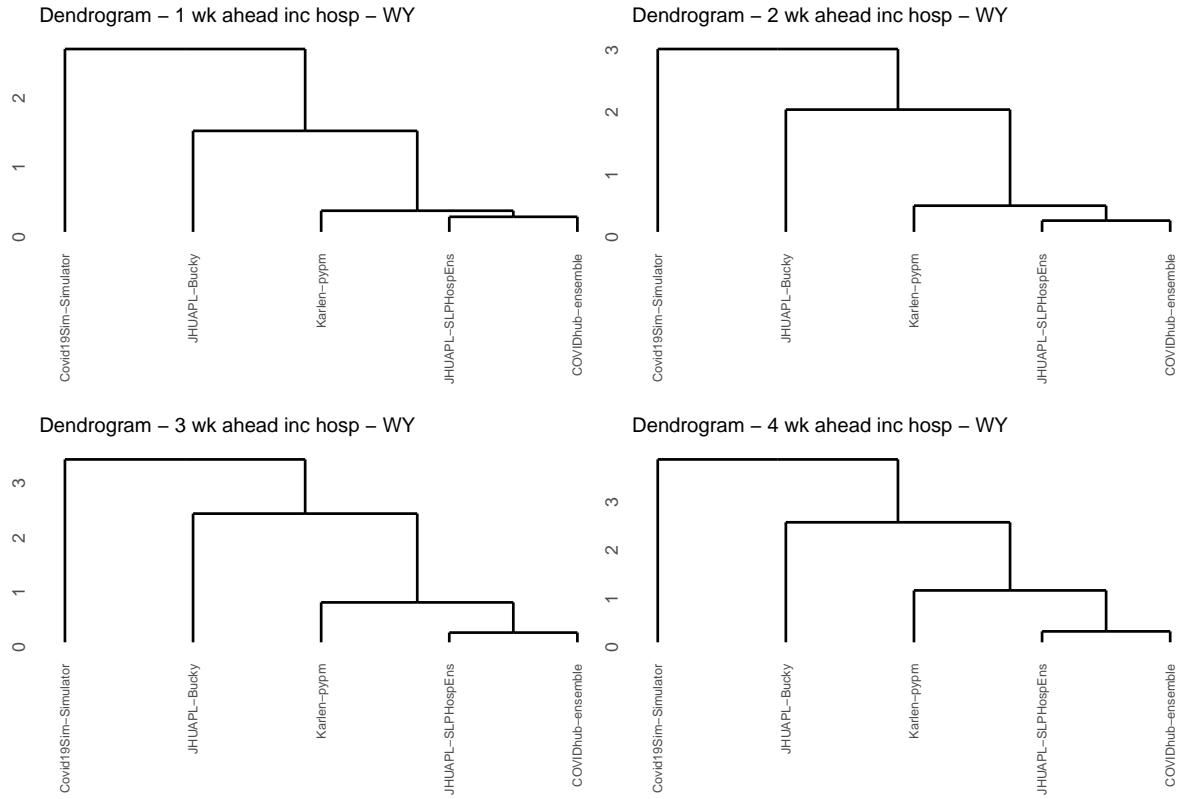 Dendrogram − 1 wk ahead inc hosp − WY
2
1
0
Covid19Sim−Simulator
JHUAPL−Bucky
Karlen−pypm
JHUAPL−SLPHospEns
COVIDhub−ensemble
Dendrogram − 2 wk ahead inc hosp − WY
3
2
1
0
Covid19Sim−Simulator
JHUAPL−Bucky
Karlen−pypm
JHUAPL−SLPHospEns
COVIDhub−ensemble
Dendrogram − 3 wk ahead inc hosp − WY
3
2
1
0
Covid19Sim−Simulator
JHUAPL−Bucky
Karlen−pypm
JHUAPL−SLPHospEns
COVIDhub−ensemble
Dendrogram − 4 wk ahead inc hosp − WY
3
2
1
0
Covid19Sim−Simulator
JHUAPL−Bucky
Karlen−pypm
JHUAPL−SLPHospEns
COVIDhub−ensemble